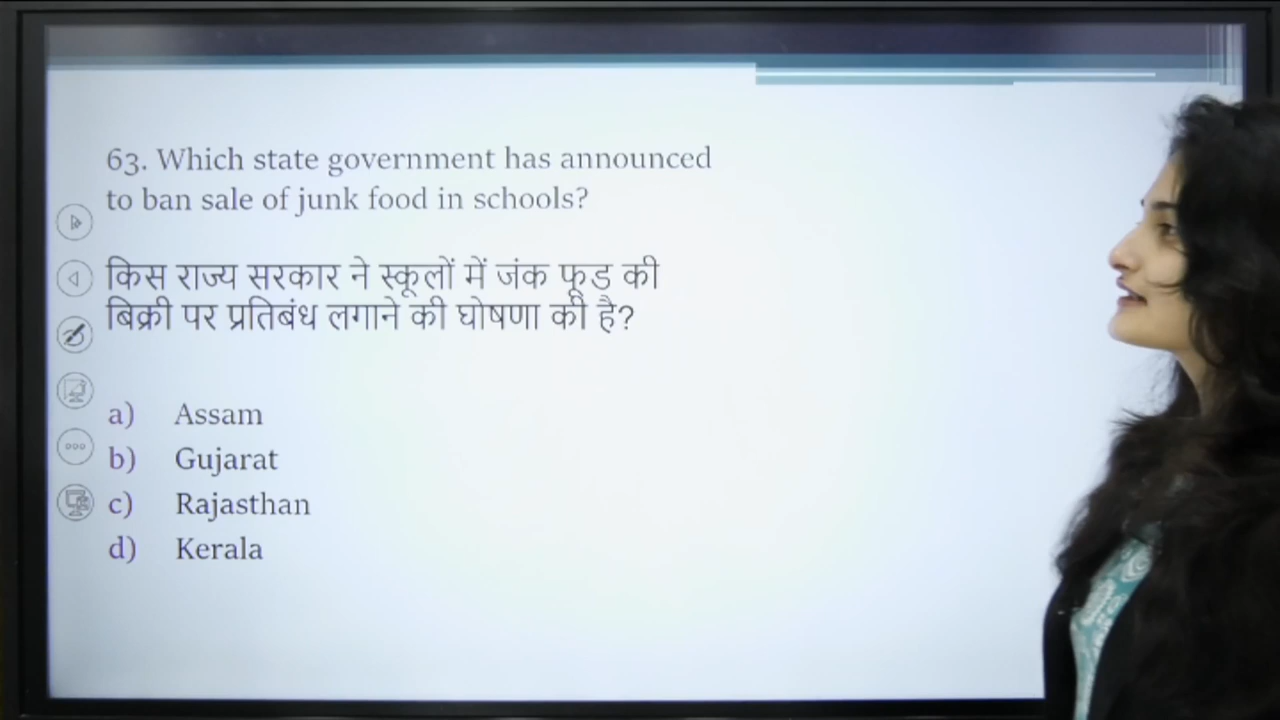 63. Which state government has announced
to ban sale of junk food in schools?
किस राज्य सरकार ने स्कूलों में जंक फूड की
बिक्री पर प्रतिबंध लगाने की घोषणा की है?
a) Assam
b) Gujarat
c) Rajasthan
d) Kerala